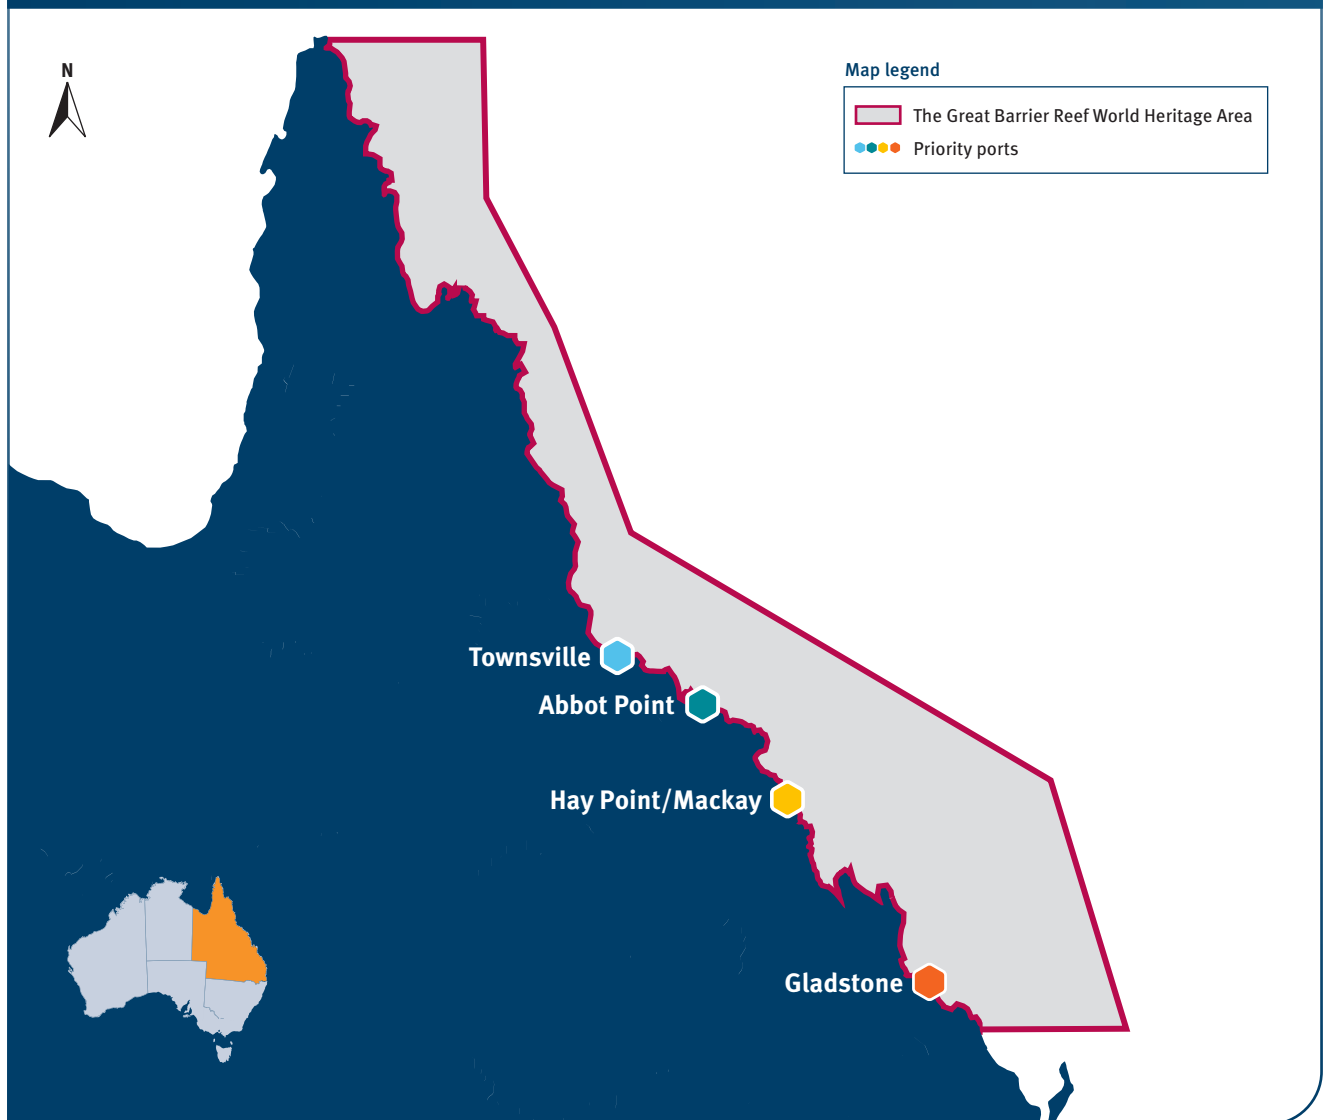 N
Map legend
The Great Barrier Reef World Heritage Area
Priority ports
Townsville
Abbot Point
Hay Point/Mackay
Gladstone